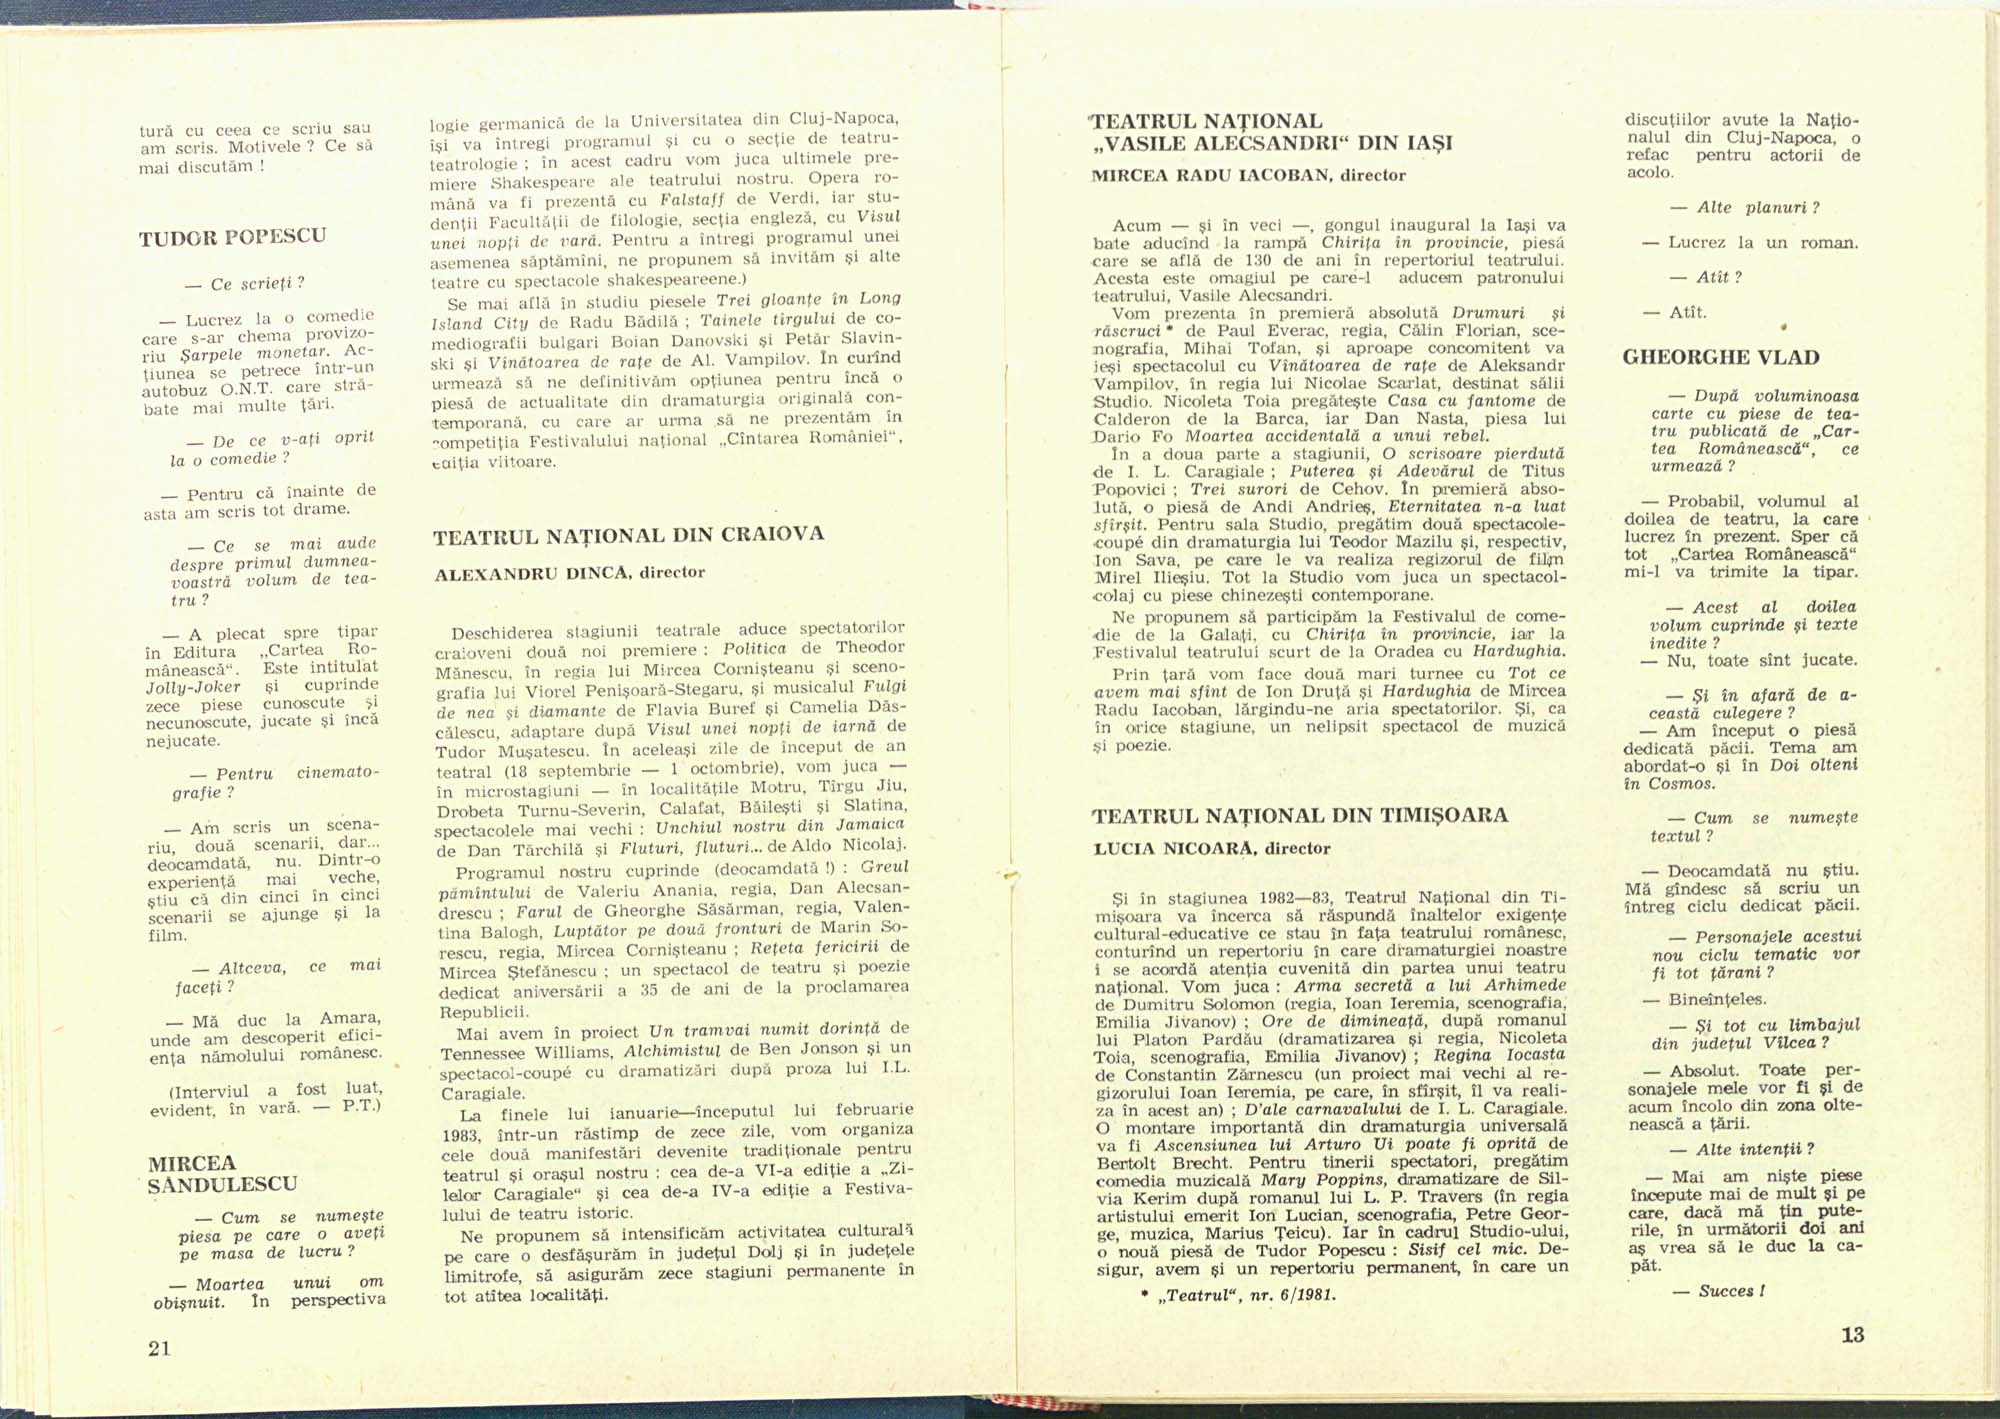 tură cu ceea ce scriu sau
am scris. Motivele ? Ce să
mai discutăm !
TUDOR POPESCU
— Ce scrieți ?
— Lucrez la o comedie
care s-ar chema provizo-
riu Șarpele monetar. Ac-
țiunea se petrece într-un
autobuz O.N.T. care stră-
bate mai multe țări.
— De ce v-ați oprit
la o comedie ?
— Pentru că înainte de
asta am scris tot drame.
— Ce se mai aude
despre primul dumnea-
voastră volum de tea-
tru ?
— A plecat spre tipar
în Editura „Cartea Ro-
mânească“. Este intitulat
Jolly-Joker și cuprinde
zece piese cunoscute și
necunoscute, jucate și încă
nejucate.
— Pentru cinemato-
grafie ?
— Am scris un scena-
riu, două scenarii, dar...
deocamdată, nu. Dintr-o
experiență mai veche,
știu că din cinci în cinci
scenarii se ajunge și la
film.
— Altceva, ce mai
faceți ?
— Mă duc la Amara,
unde am descoperit efici-
ența nămolului românesc.
(Interviul a fost luat,
evident, în vară. — P.T.)
MIRCEA
SÂNDULESCU
— Cum se numește
piesa pe care o aveți
pe masa de lucru ?
— Moartea unui om
obișnuit. În perspectiva
21
logie germanică de la Universitatea din Cluj-Napoca,
își va întregi programul și cu o secție de teatru-
teatrologie ; în acest cadru vom juca ultimele pre-
miere Shakespeare ale teatrului nostru. Opera ro-
mână va fi prezentă cu Falstaff de Verdi, iar stu-
denții Facultății de filologie, secția engleză, cu Visul
unei nopți de vară. Pentru a întregi programul unei
asemenea săptămîni, ne propunem să invităm și alte
teatre cu spectacole shakespeareene.)
Se mai află în studiu piesele Trei gloanțe în Long
Island City de Radu Bădilă ; Tainele tîrgului de co-
mediografii bulgari Boian Danovski și Petăr Slavin-
ski și Vînătoarea de rațe de Al. Vampilov. În curînd
urmează să ne definitivăm opțiunea pentru încă o
piesă de actualitate din dramaturgia originală con-
temporană, cu care ar urma să ne prezentăm în
competiția Festivalului național „Cîntarea României“,
ediția viitoare.
TEATRUL NAȚIONAL DIN CRAIOVA
ALEXANDRU DINCĂ, director
Deschiderea stagiunii teatrale aduce spectatorilor
craioveni două noi premiere : Politica de Theodor
Mănescu, în regia lui Mircea Cornișteanu și sceno-
grafia lui Viorel Penișoară-Stegaru, și musicalul Fulgi
de nea și diamante de Flavia Buref și Camelia Dăs-
călescu, adaptare după Visul unei nopți de iarnă de
Tudor Mușatescu. În aceleași zile de început de an
teatral (18 septembrie — 1 octombrie), vom juca —
în microstagiuni — în localitățile Motru, Tîrgu Jiu,
Drobeta Turnu-Severin, Calafat, Băilești și Slatina,
spectacolele mai vechi : Unchiul nostru din Jamaica
de Dan Tărchilă și Fluturi, fluturi... de Aldo Nicolaj.
Programul nostru cuprinde (deocamdată !) : Greul
pămîntului de Valeriu Anania, regia, Dan Alecsan-
drescu ; Farul de Gheorghe Săsărman, regia, Valen-
tina Balogh, Luptător pe două fronturi de Marin So-
rescu, regia, Mircea Cornișteanu ; Rețeta fericirii de
Mircea Ștefănescu ; un spectacol de teatru și poezie
dedicat aniversării a 35 de ani de la proclamarea
Republicii.
Mai avem în proiect Un tramvai numit dorință de
Tennessee Williams, Alchimistul de Ben Jonson și un
spectacol-coupé cu dramatizări după proza lui I.L.
Caragiale.
La finele lui ianuarie—începutul lui februarie
1983, într-un răstimp de zece zile, vom organiza
cele două manifestări devenite tradiționale pentru
teatrul și orașul nostru : cea de-a VI-a ediție a „Zi-
lelor Caragiale“ și cea de-a IV-a ediție a Festiva-
lului de teatru istoric.
Ne propunem să intensificăm activitatea culturală
pe care o desfășurăm în județul Dolj și în județele
limitrofe, să asigurăm zece stagiuni permanente în
tot atîtea localități.
TEATRUL NAȚIONAL
„VASILE ALECSANDRI“ DIN IAȘI
MIRCEA RADU IACOBAN, director
Acum — și în veci —, gongul inaugural la Iași va
bate aducînd la rampă Chirița în provincie, piesă
care se află de 130 de ani în repertoriul teatrului.
Acesta este omagiul pe care-l aducem patronului
teatrului, Vasile Alecsandri.
Vom prezenta în premieră absolută Drumuri și
răscruci * de Paul Everac, regia, Călin Florian, sce-
nografia, Mihai Tofan, și aproape concomitent va
ieși spectacolul cu Vînătoarea de rațe de Aleksandr
Vampilov, în regia lui Nicolae Scarlat, destinat sălii
Studio. Nicoleta Toia pregătește Casa cu fantome de
Calderon de la Barca, iar Dan Nasta, piesa lui
Dario Fo Moartea accidentală a unui rebel.
În a doua parte a stagiunii, O scrisoare pierdută
de I. L. Caragiale ; Puterea și Adevărul de Titus
Popovici ; Trei surori de Cehov. În premieră abso-
lută, o piesă de Andi Andrieș, Eternitatea n-a luat
sfîrșit. Pentru sala Studio, pregătim două spectacole-
coupé din dramaturgia lui Teodor Mazilu și, respectiv,
Ion Sava, pe care le va realiza regizorul de film
Mirel Ilieșiu. Tot la Studio vom juca un spectacol-
colaj cu piese chinezești contemporane.
Ne propunem să participăm la Festivalul de come-
die de la Galați, cu Chirița în provincie, iar la
Festivalul teatrului scurt de la Oradea cu Hardughia.
Prin țară vom face două mari turnee cu Tot ce
avem mai sfînt de Ion Druță și Hardughia de Mircea
Radu Iacoban, lărgindu-ne aria spectatorilor. Și, ca
în orice stagiune, un nelipsit spectacol de muzică
și poezie.
TEATRUL NAȚIONAL DIN TIMIȘOARA
LUCIA NICOARĂ, director
Și în stagiunea 1982—83, Teatrul Național din Ti-
mișoara va încerca să răspundă înaltelor exigențe
cultural-educative ce stau în fața teatrului românesc,
conturînd un repertoriu în care dramaturgiei noastre
i se acordă atenția cuvenită din partea unui teatru
național. Vom juca : Arma secretă a lui Arhimede
de Dumitru Solomon (regia, Ioan Ieremia, scenografia,
Emilia Jivanov) ; Ore de dimineață, după romanul
lui Platon Pardău (dramatizarea și regia, Nicoleta
Toia, scenografia, Emilia Jivanov) ; Regina Iocasta
de Constantin Zărnescu (un proiect mai vechi al re-
gizorului Ioan Ieremia, pe care, în sfîrșit, îl va reali-
za în acest an) ; D'ale carnavalului de I. L. Caragiale.
O montare importantă din dramaturgia universală
va fi Ascensiunea lui Arturo Ui poate fi oprită de
Bertolt Brecht. Pentru tinerii spectatori, pregătim
comedia muzicală Mary Poppins, dramatizare de Sil-
via Kerim după romanul lui L. P. Travers (în regia
artistului emerit Ion Lucian, scenografia, Petre Geor-
ge, muzica, Marius Țeicu). Iar în cadrul Studio-ului,
o nouă piesă de Tudor Popescu : Sisif cel mic. De-
sigur, avem și un repertoriu permanent, în care un
* „Teatrul“, nr. 6/1981.
discuțiilor avute la Națio-
nalul din Cluj-Napoca, o
refac pentru actorii de
acolo.
— Alte planuri ?
— Lucrez la un roman.
— Atît ?
— Atît.
GHEORGHE VLAD
— După voluminoasa
carte cu piese de tea-
tru publicată de „Car-
tea Românească“, ce
urmează ?
— Probabil, volumul al
doilea de teatru, la care
lucrez în prezent. Sper că
tot „Cartea Românească“
mi-l va trimite la tipar.
— Acest al doilea
volum cuprinde și texte
inedite ?
— Nu, toate sînt jucate.
— Și în afară de a-
ceastă culegere ?
— Am început o piesă
dedicată păcii. Tema am
abordat-o și în Doi olteni
în Cosmos.
— Cum se numește
textul ?
— Deocamdată nu știu.
Mă gîndesc să scriu un
întreg ciclu dedicat păcii.
— Personajele acestui
nou ciclu tematic vor
fi tot țărani ?
— Bineînțeles.
— Și tot cu limbajul
din județul Vîlcea ?
— Absolut. Toate per-
sonajele mele vor fi și de
acum încolo din zona olte-
nească a țării.
— Alte intenții ?
— Mai am niște piese
începute mai de mult și pe
care, dacă mă țin pute-
rile, în următorii doi ani
aș vrea să le duc la ca-
păt.
— Succes !
13